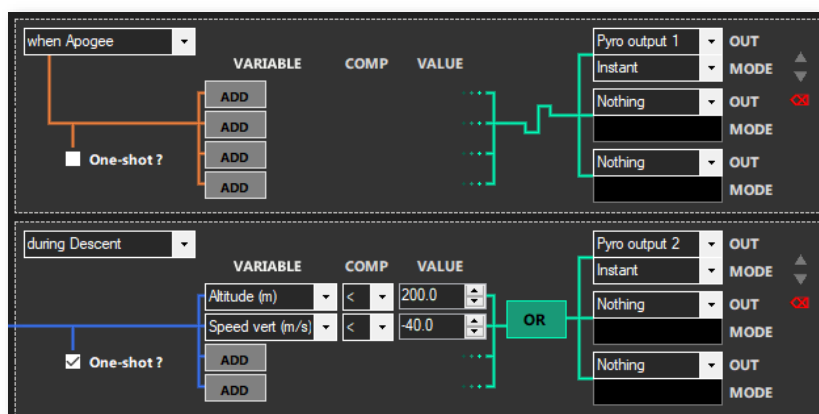 when Apogee
Pyro output 1 OUT
VARIABLE COMP VALUE
Instant MODE
ADD
Nothing OUT
ADD
MODE
ADD
One-shot ?
Nothing OUT
ADD
MODE
during Descent
Pyro output 2 OUT
VARIABLE COMP VALUE
Instant MODE
Altitude (m) < 200.0
Nothing OUT
Speed vert (m/s) < -40.0
OR
MODE
One-shot ?
ADD
Nothing OUT
ADD
MODE